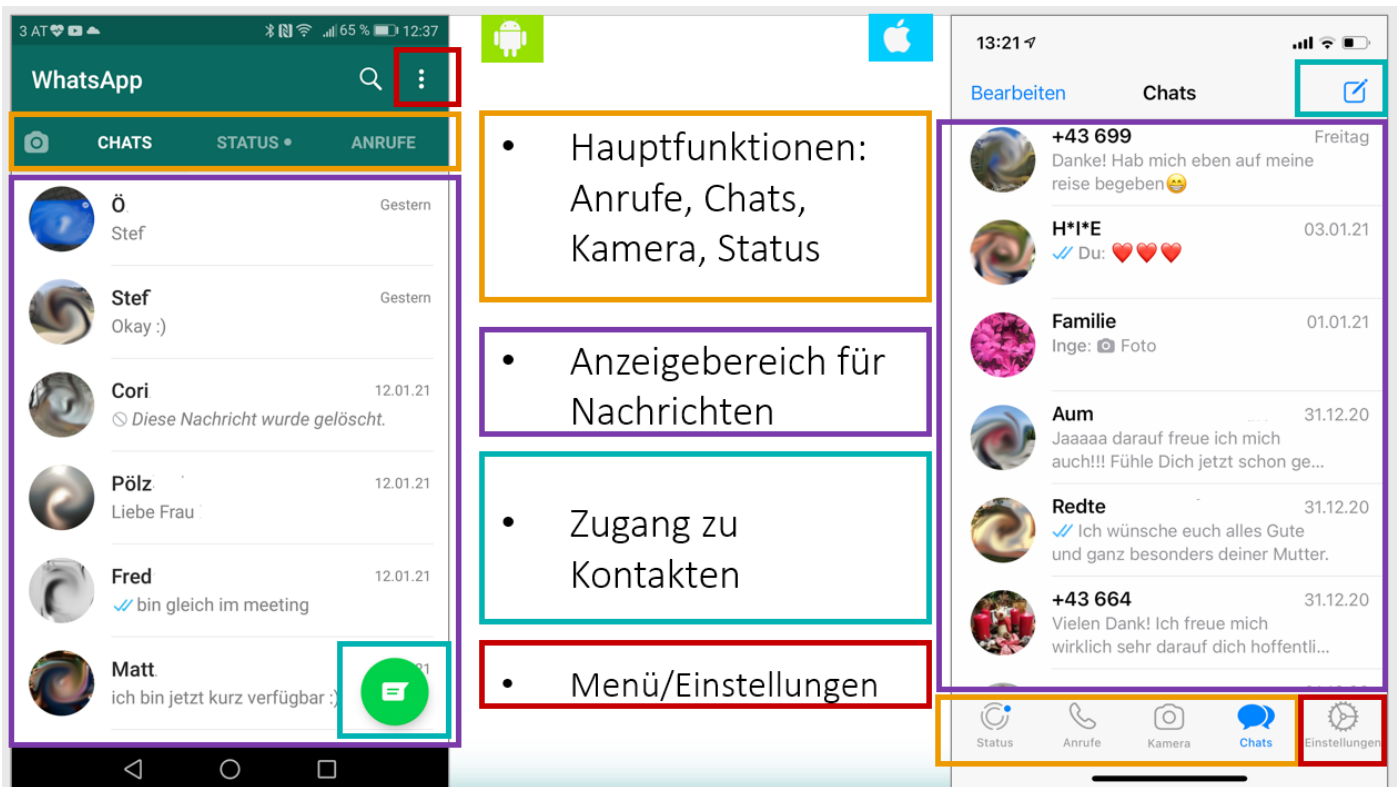 3 AT
65 % 12:37
WhatsApp
CHATS STATUS • ANRUFE
Ö
Gestern
Stef
Stef
Gestern
Okay :)
Cori
12.01.21
Diese Nachricht wurde gelöscht.
Pölz
12.01.21
Liebe Frau
Fred
12.01.21
bin gleich im meeting
Matt
21
ich bin jetzt kurz verfügbar :)
• Hauptfunktionen:
Anrufe, Chats,
Kamera, Status
• Anzeigebereich für
Nachrichten
• Zugang zu
Kontakten
• Menü/Einstellungen
13:21
Bearbeiten Chats
+43 699
Freitag
Danke! Hab mich eben auf meine
reise begeben😁
H*I*E
03.01.21
Du: ❤️❤️❤️
Familie
01.01.21
Inge: 📷 Foto
Aum
31.12.20
Jaaaaa darauf freue ich mich
auch!!! Fühle Dich jetzt schon ge...
Redte
31.12.20
Ich wünsche euch alles Gute
und ganz besonders deiner Mutter.
+43 664
31.12.20
Vielen Dank! Ich freue mich
wirklich sehr darauf dich hoffentli...
Status Anrufe Kamera Chats Einstellungen